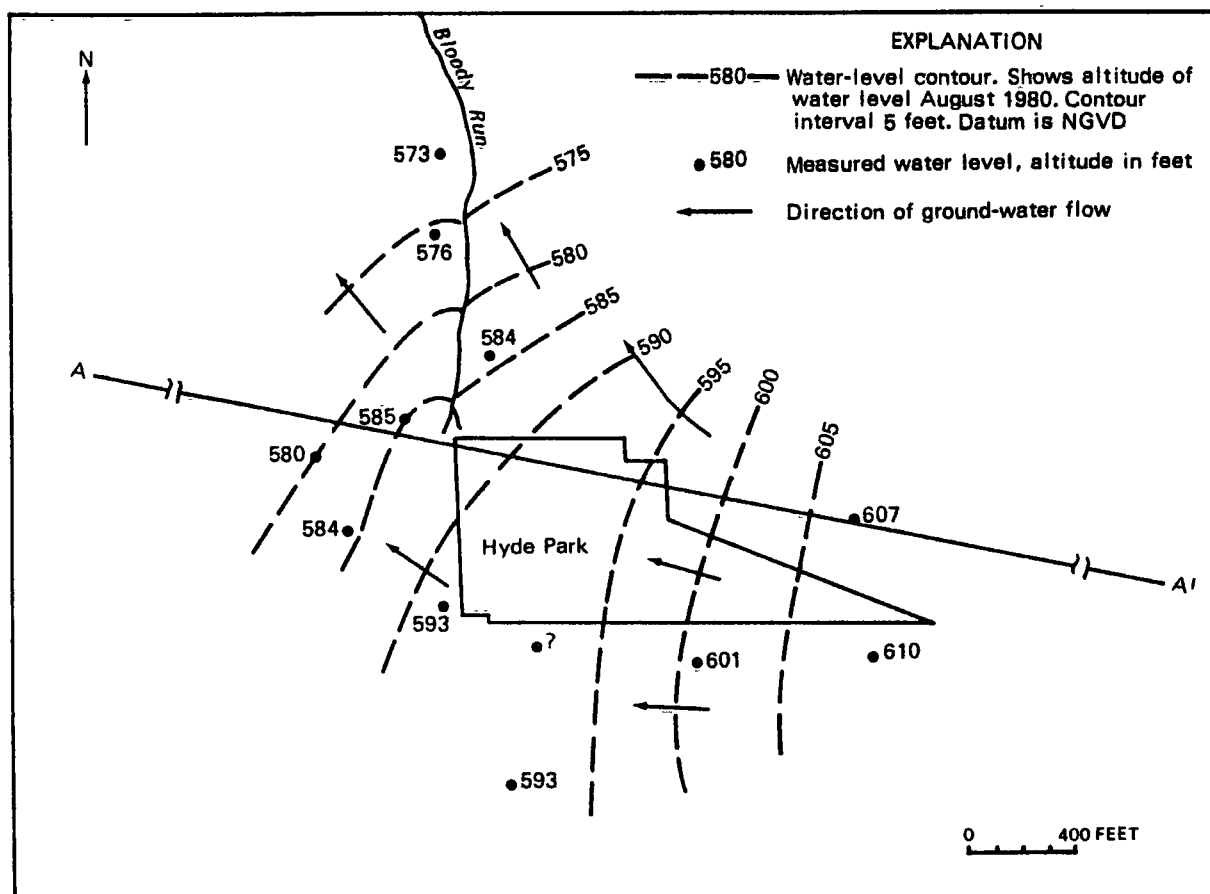 EXPLANATION
580 Water-level contour. Shows altitude of
water level August 1980. Contour
interval 5 feet. Datum is NGVD
580 Measured water level, altitude in feet
Direction of ground-water flow
N
Bloody Run
573
575
576
580
584
585
590
595
600
605
A
585
580
584
607
A'
Hyde Park
593
?
601
610
593
0 400 FEET